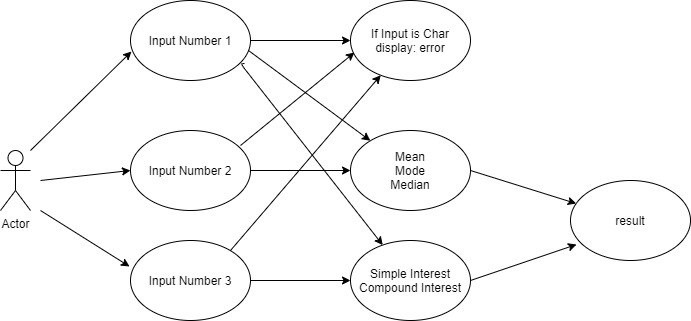 Input Number 1
If Input is Char
display: error
Input Number 2
Mean
Mode
Median
Actor
result
Input Number 3
Simple Interest
Compound Interest